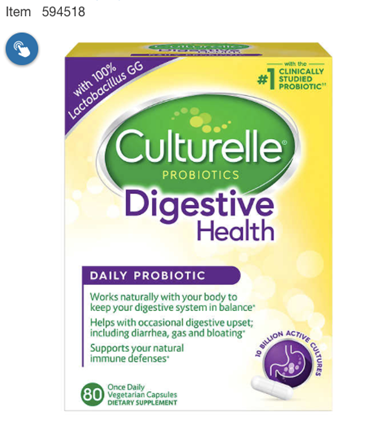 Item 594518
with 100%
Lactobacillus GG
with the
#1 CLINICALLY
STUDIED
PROBIOTIC™
Culturelle®
PROBIOTICS
Digestive
Health
DAILY PROBIOTIC
Works naturally with your body to
keep your digestive system in balance*
Helps with occasional digestive upset;
including diarrhea, gas and bloating*
Supports your natural
immune defenses*
10 BILLION ACTIVE CULTURES
80 Once Daily
Vegetarian Capsules
DIETARY SUPPLEMENT